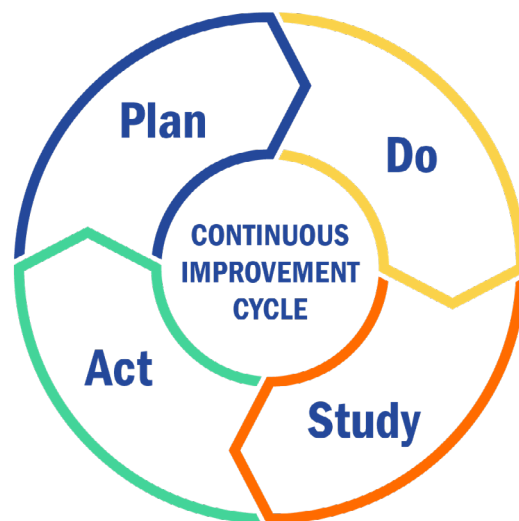 Plan
Do
CONTINUOUS
IMPROVEMENT
CYCLE
Act
Study